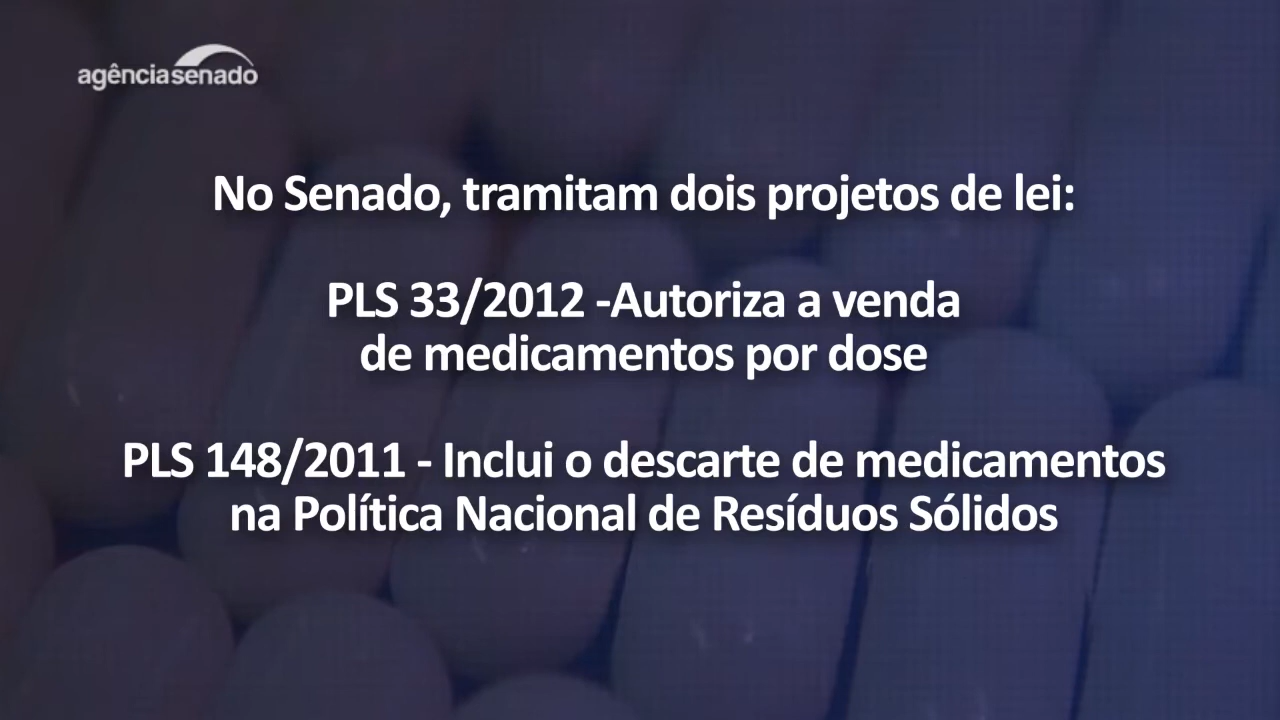 agênciasenado
No Senado, tramitam dois projetos de lei:
PLS 33/2012 -Autoriza a venda
de medicamentos por dose
PLS 148/2011 - Inclui o descarte de medicamentos
na Política Nacional de Resíduos Sólidos